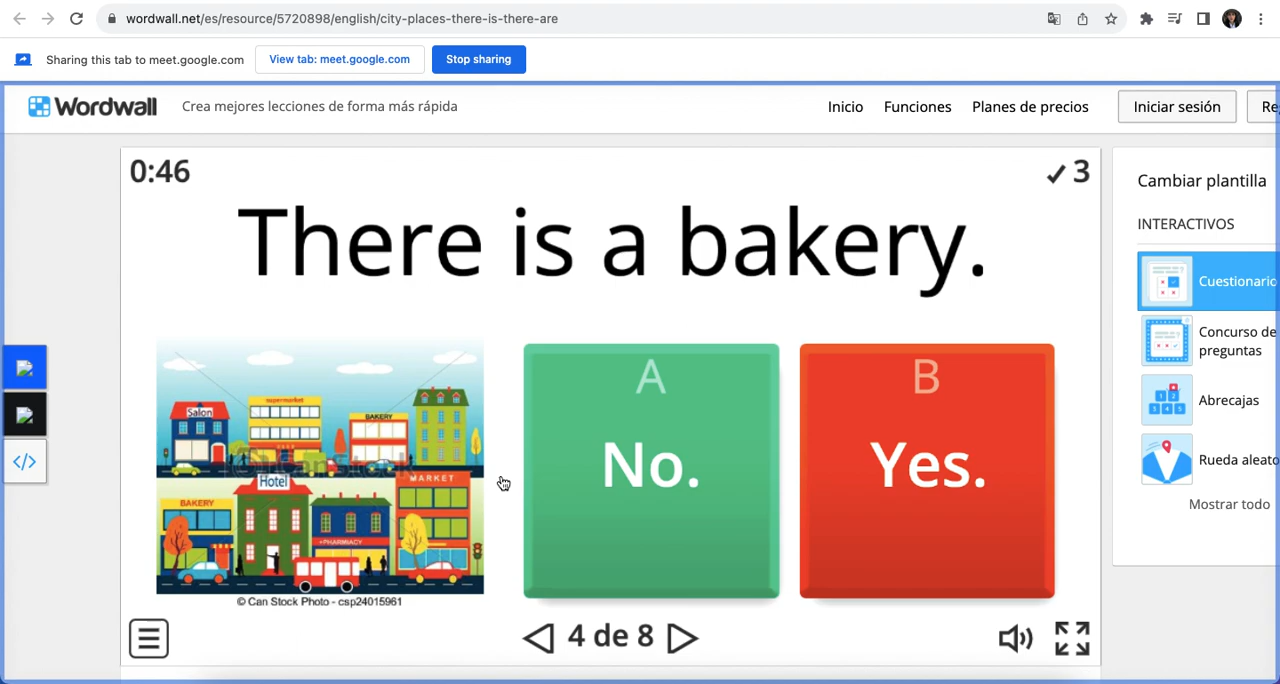 wordwall.net/es/resource/5720898/english/city-places-there-is-there-are
Sharing this tab to meet.google.com
View tab: meet.google.com
Stop sharing
Wordwall
Crea mejores lecciones de forma más rápida
Inicio
Funciones
Planes de precios
Iniciar sesión
Re
0:46
3
There is a bakery.
Salon
supermarket
BAKERY
CanStock
Hotel
MARKET
BAKERY
PHARMACIY
© Can Stock Photo - csp24015961
A
No.
B
Yes.
4 de 8
Cambiar plantilla
INTERACTIVOS
Cuestionario
Concurso de
preguntas
Abrecajas
Rueda aleato
Mostrar todo